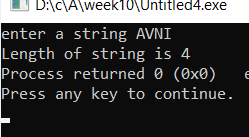 D:\c\A\week10\Untitled4.exe
enter a string AVNI
Length of string is 4
Process returned 0 (0x0)
Press any key to continue.